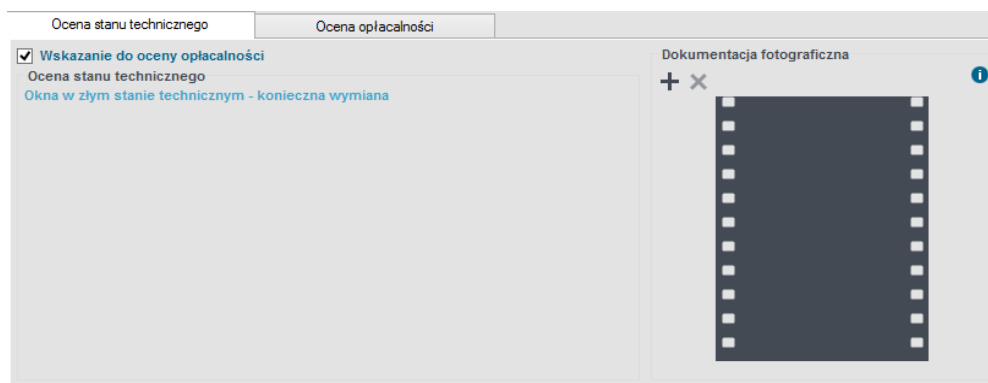 Ocena stanu technicznego
Ocena opłacalności
Wskazanie do oceny opłacalności
Ocena stanu technicznego
Okna w złym stanie technicznym - konieczna wymiana
Dokumentacja fotograficzna
i